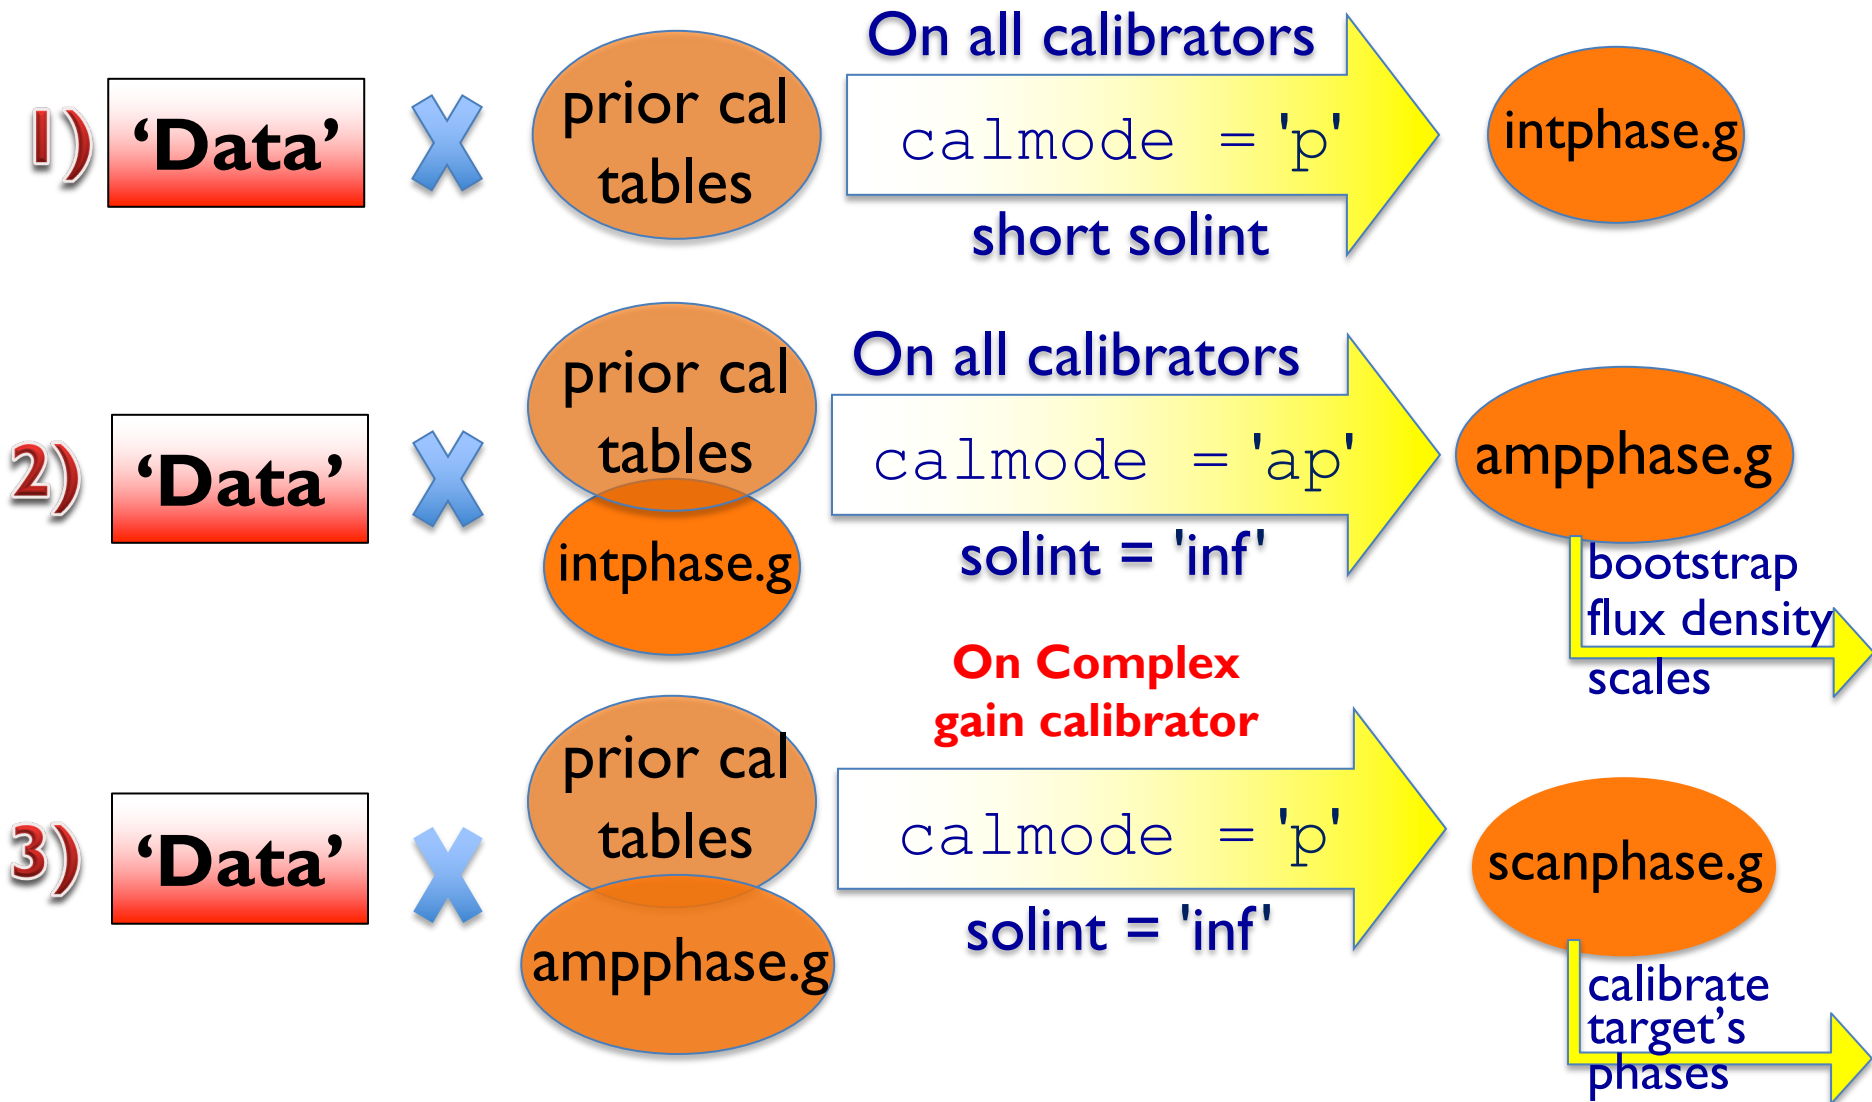 1)
‘Data’
prior cal
tables
On all calibrators
calmode = 'p'
short solint
intphase.g
2)
‘Data’
prior cal
tables
intphase.g
On all calibrators
calmode = 'ap'
solint = 'inf'
ampphase.g
bootstrap
flux density
scales
3)
‘Data’
prior cal
tables
ampphase.g
On Complex
gain calibrator
calmode = 'p'
solint = 'inf'
scanphase.g
calibrate
target’s
phases